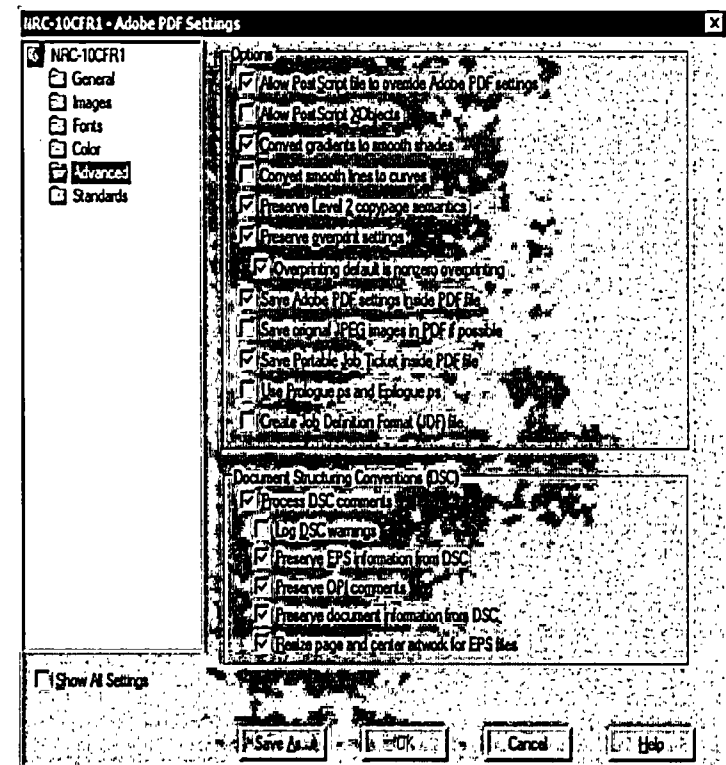 NRC-10CFR1 - Adobe PDF Settings
NRC-10CFR1
General
Images
Fonts
Color
Advanced
Standards
Show All Settings
Options
Allow PostScript file to override Adobe PDF settings
Allow PostScript XObjects
Convert gradients to smooth shades
Convert smooth lines to curves
Preserve Level 2 copypage semantics
Preserve overprint settings
Overprinting default is nonzero overprinting
Save Adobe PDF settings inside PDF file
Save original JPEG images in PDF if possible
Save Portable Job Ticket inside PDF file
Use Prologue.ps and Epilogue.ps
Create Job Definition Format (JDF) file
Document Structuring Conventions (DSC)
Process DSC comments
Log DSC warnings
Preserve EPS information from DSC
Preserve OPI comments
Preserve document information from DSC
Resize page and center artwork for EPS files
Save As...
OK
Cancel
Help